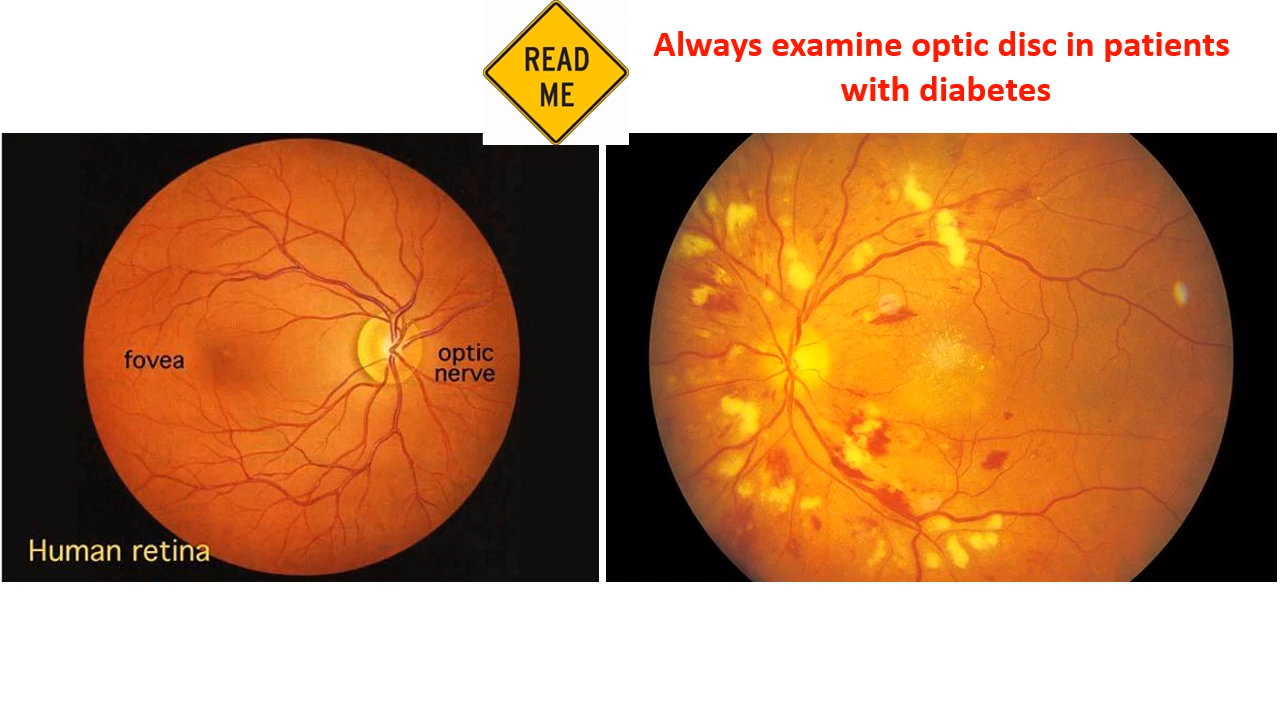 READ
ME
Always examine optic disc in patients
with diabetes
fovea
optic
nerve
Human retina